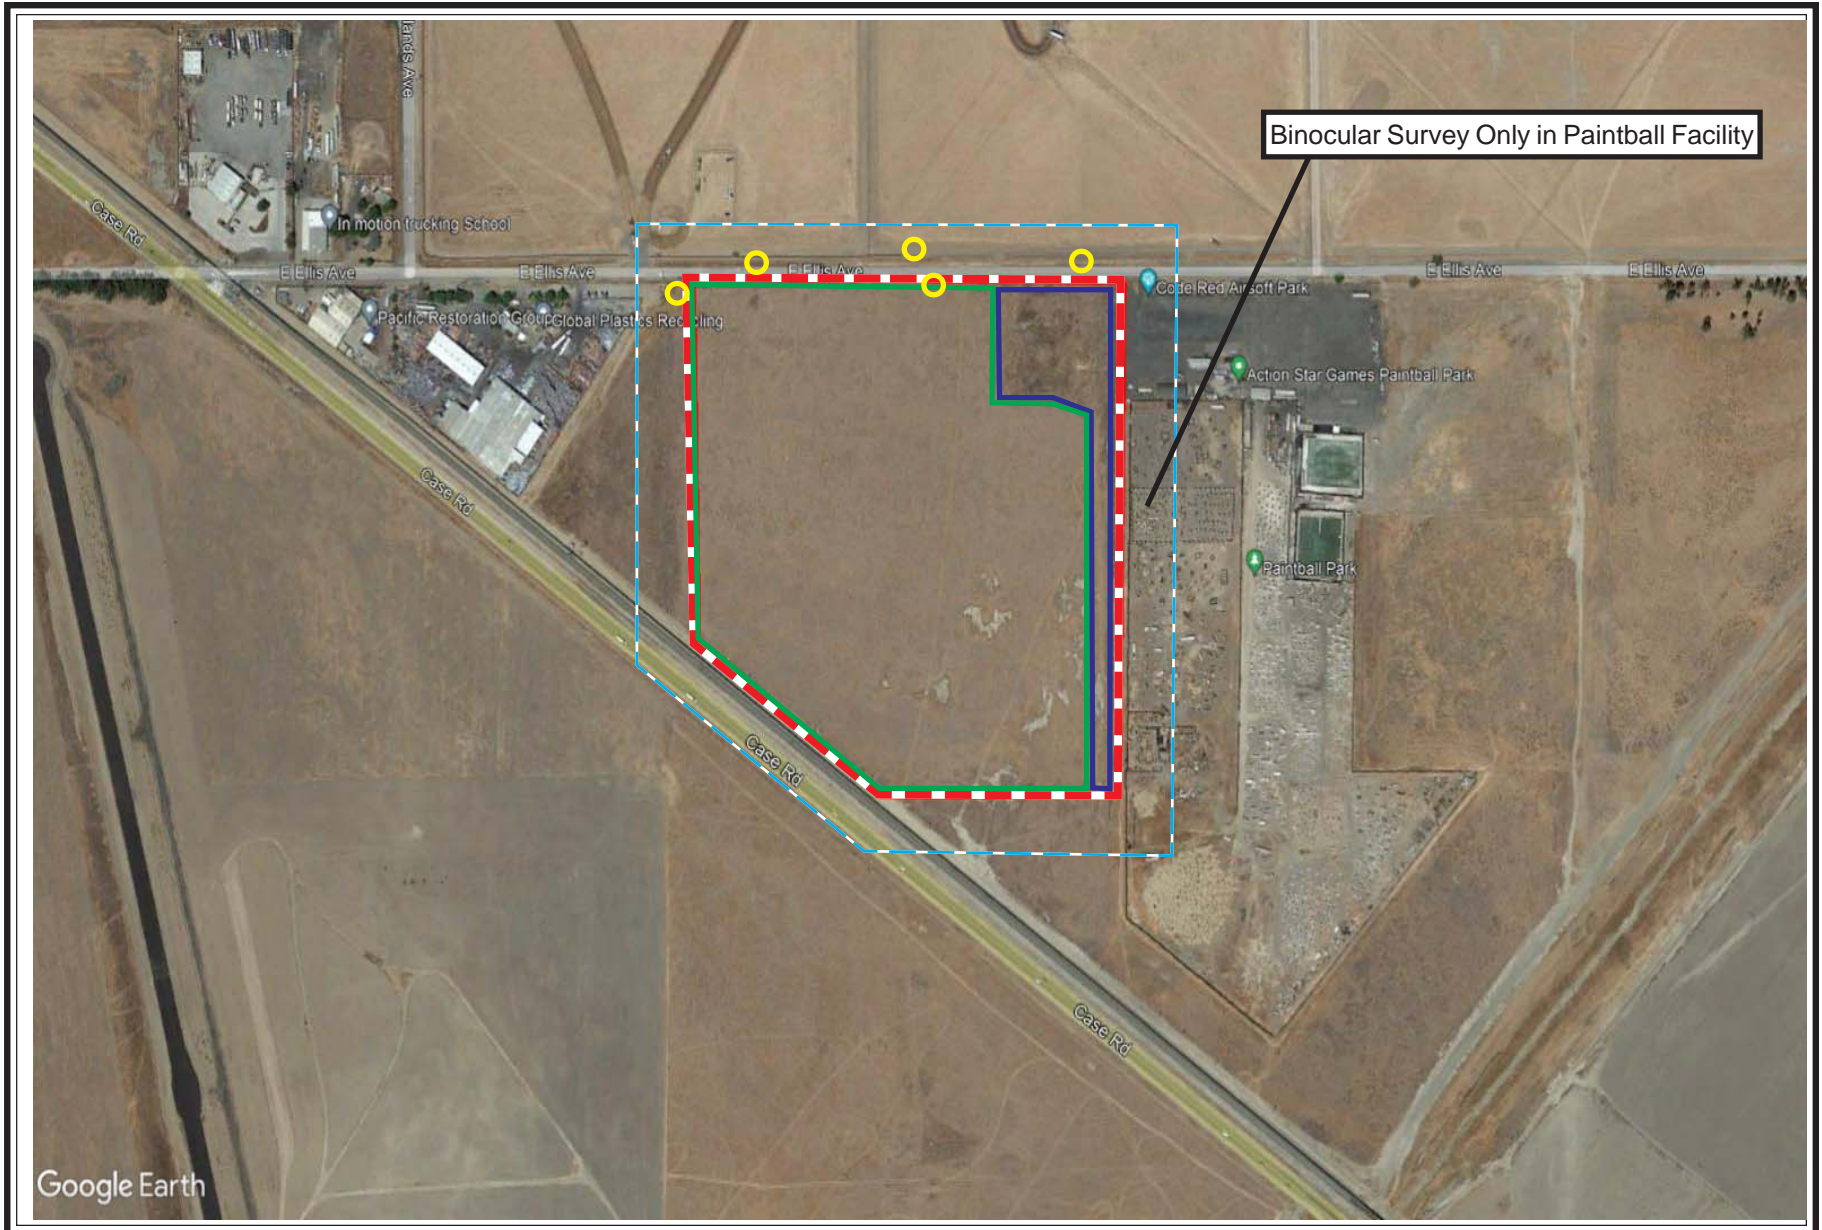 lands Ave
Binocular Survey Only in Paintball Facility
Case Rd
In motion trucking School
E Ellis Ave
E Ellis Ave
E Ellis Ave
E Ellis Ave
E Ellis Ave
Code Red Airsoft Park
Pacific Restoration Group
Global Plastics Recycling
Action Star Games Paintball Park
Case Rd
Paintball Park
Case Rd
Case Rd
Google Earth